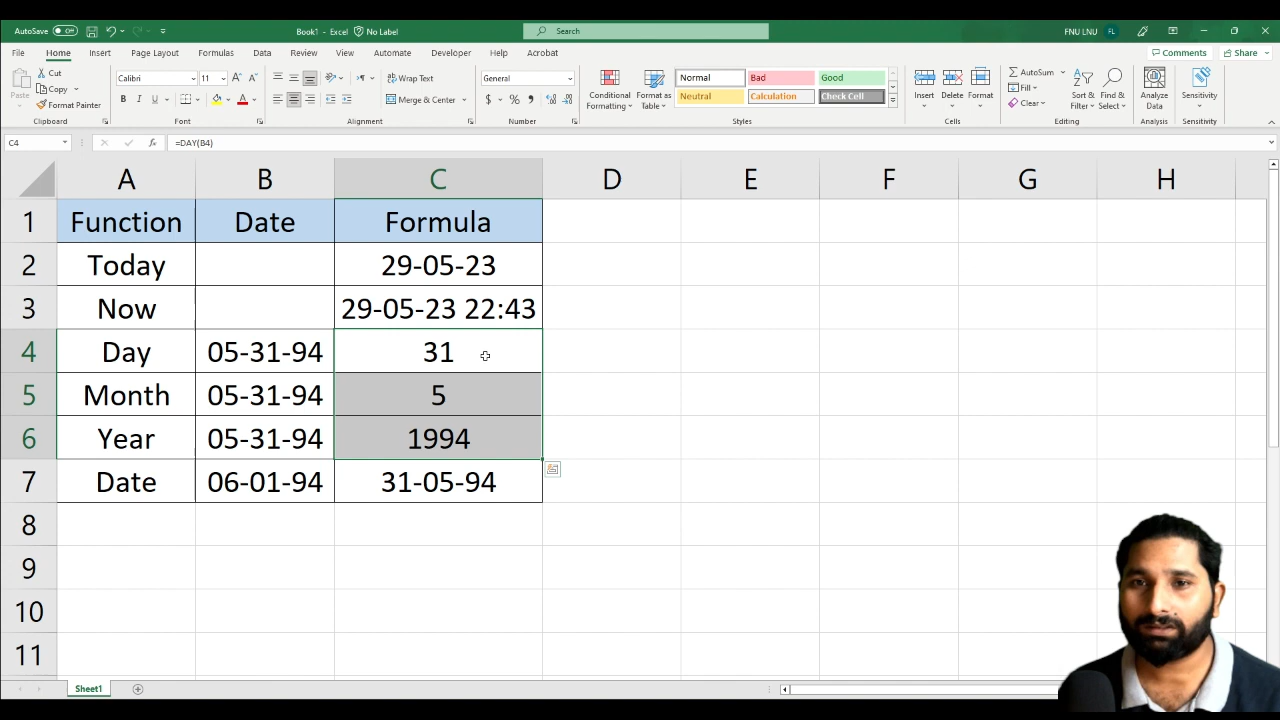 AutoSave Off Book1 - Excel No Label Search FNU LNU FL
File Home Insert Page Layout Formulas Data Review View Automate Developer Help Acrobat Comments Share
Paste Cut Copy Format Painter Clipboard
Calibri 11 B I U A Font
Wrap Text Merge & Center Alignment
General $ % Number
Conditional Formatting Format as Table Normal Bad Good Neutral Calculation Check Cell Styles
Insert Delete Format Cells
AutoSum Fill Clear Sort & Filter Find & Select Editing
Analyze Data Analysis
Sensitivity Sensitivity
C4 fx =DAY(B4)
A B C D E F G H
1 Function Date Formula
2 Today 29-05-23
3 Now 29-05-23 22:43
4 Day 05-31-94 31
5 Month 05-31-94 5
6 Year 05-31-94 1994
7 Date 06-01-94 31-05-94
8
9
10
11
Sheet1